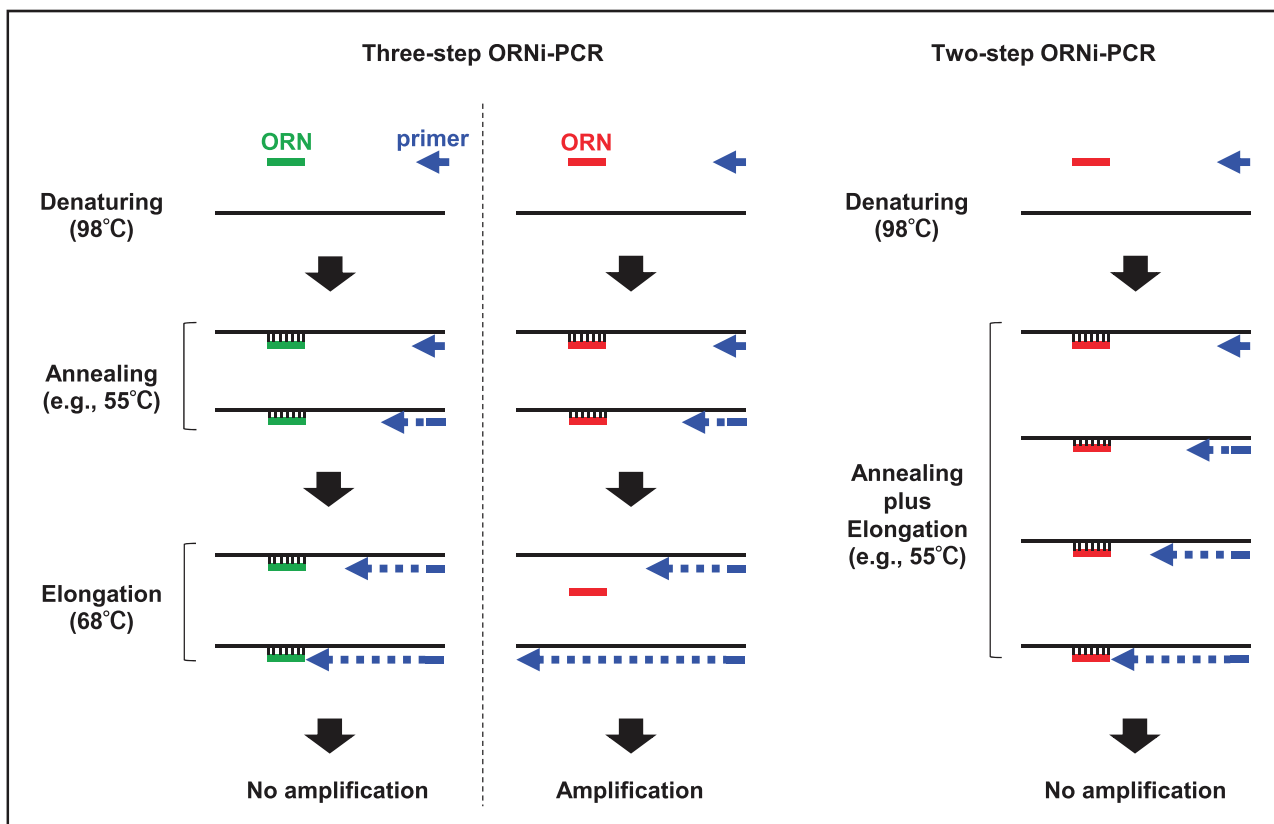 Three-step ORNi-PCR
Two-step ORNi-PCR
ORN
primer
ORN
Denaturing
(98℃)
Denaturing
(98℃)
Annealing
(e.g., 55℃)
Annealing
plus
Elongation
(e.g., 55℃)
Elongation
(68℃)
No amplification
Amplification
No amplification